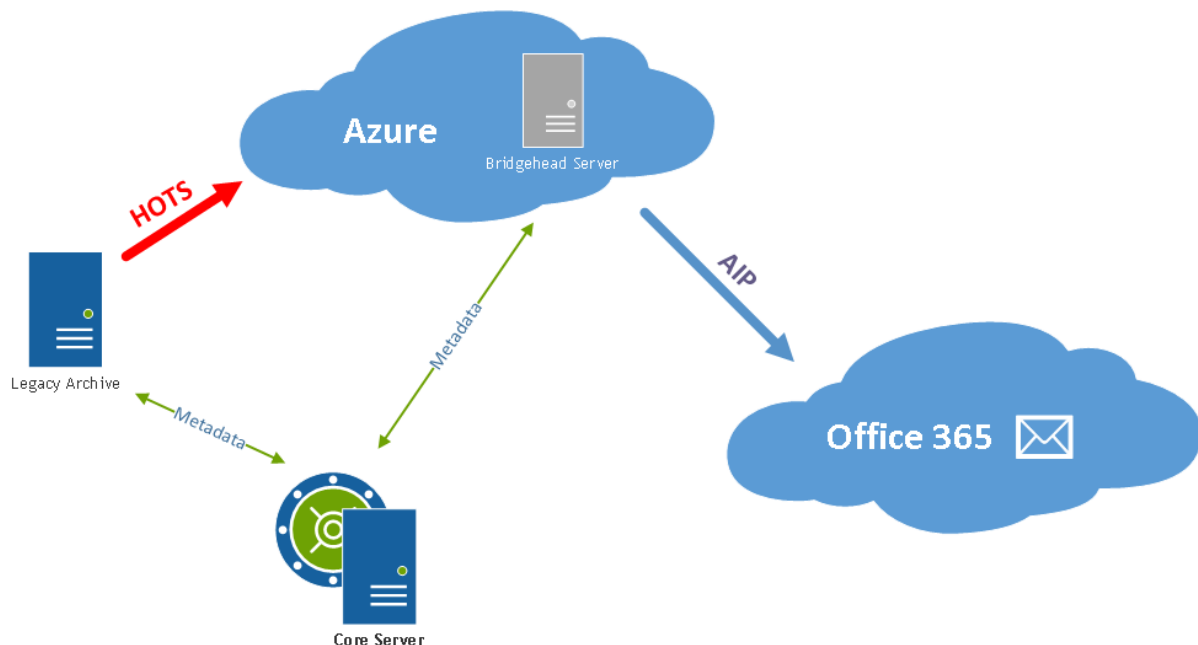 Azure
Bridgehead Server
HOTS
AIP
Legacy Archive
Metadata
Metadata
Office 365
Core Server